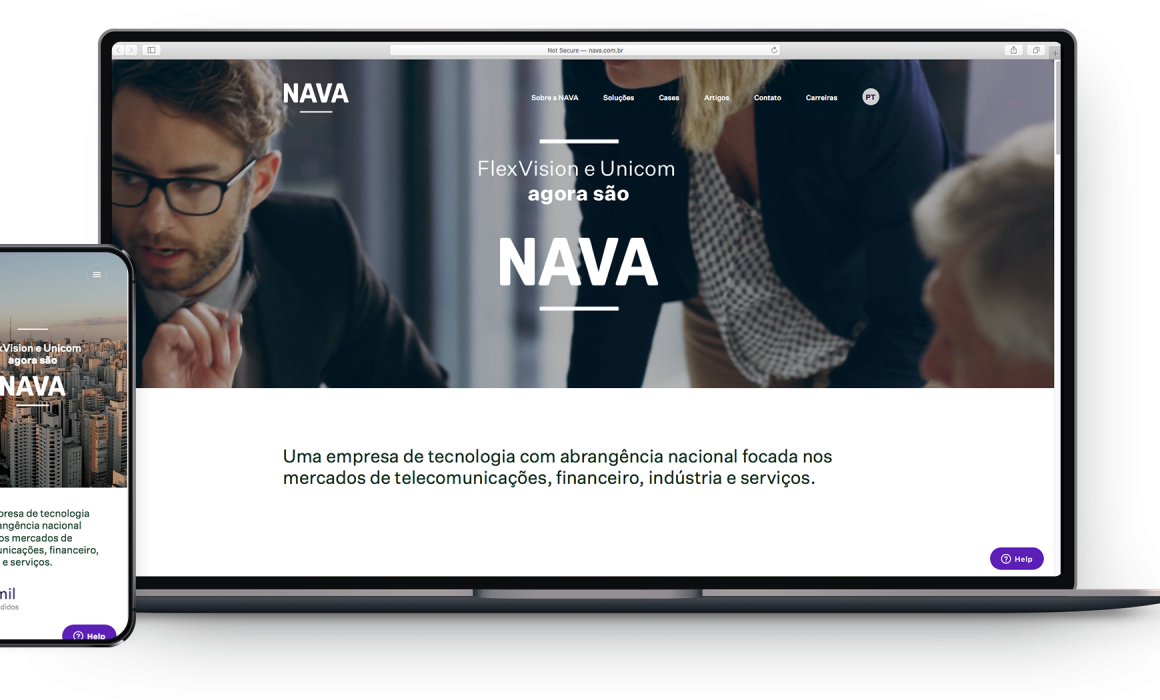 Not Secure — nava.com.br
NAVA
Sobre a NAVA Soluções Cases Artigos Contato Carreiras PT
FlexVision e Unicom
agora são
NAVA
Uma empresa de tecnologia com abrangência nacional focada nos
mercados de telecomunicações, financeiro, indústria e serviços.
Help
xVision e Unicom
agora são
NAVA
presa de tecnologia
angência nacional
os mercados de
unicações, financeiro,
e serviços.
mil
didos
Help